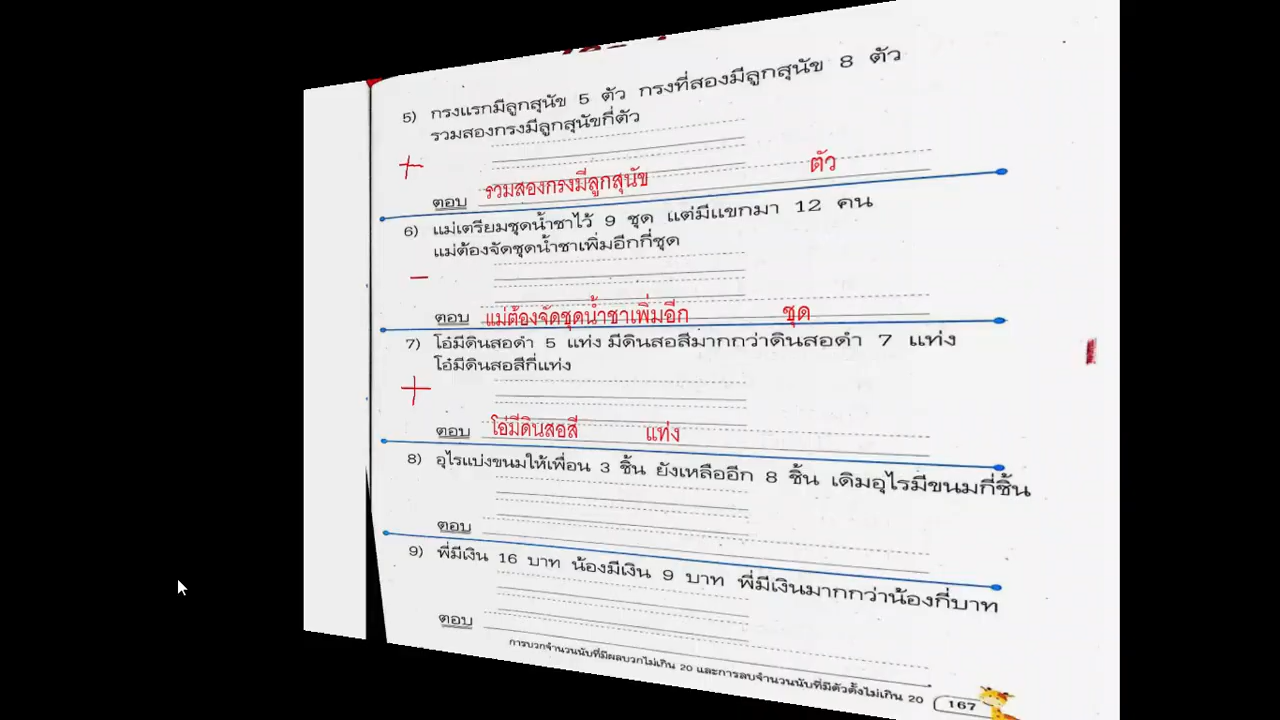 5) กรงแรกมีลูกสุนัข 5 ตัว กรงที่สองมีลูกสุนัข 8 ตัว
รวมสองกรงมีลูกสุนัขกี่ตัว
+
ตอบ รวมสองกรงมีลูกสุนัข ตัว
6) แม่เตรียมชุดน้ำชาไว้ 9 ชุด แต่มีแขกมา 12 คน
แม่ต้องจัดชุดน้ำชาเพิ่มอีกกี่ชุด
−
ตอบ แม่ต้องจัดชุดน้ำชาเพิ่มอีก ชุด
7) โอ๋มีดินสอดำ 5 แท่ง มีดินสอสีมากกว่าดินสอดำ 7 แท่ง
โอ๋มีดินสอสีกี่แท่ง
+
ตอบ โอ๋มีดินสอสี แท่ง
8) อุไรแบ่งขนมให้เพื่อน 3 ชิ้น ยังเหลืออีก 8 ชิ้น เดิมอุไรมีขนมกี่ชิ้น
ตอบ
9) พี่มีเงิน 16 บาท น้องมีเงิน 9 บาท พี่มีเงินมากกว่าน้องกี่บาท
ตอบ
การบวกจำนวนนับที่มีผลบวกไม่เกิน 20 และการลบจำนวนนับที่มีตัวตั้งไม่เกิน 20 167